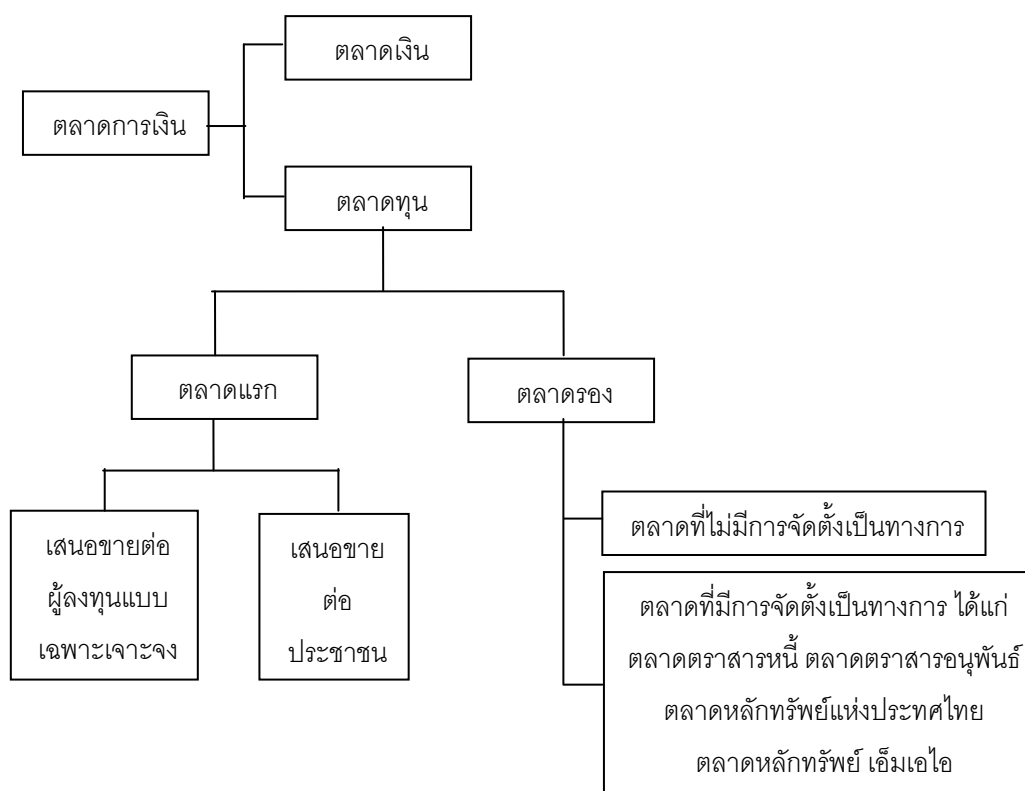 ตลาดเงิน
ตลาดการเงิน
ตลาดทุน
ตลาดแรก
ตลาดรอง
เสนอขายต่อ
ผู้ลงทุนแบบ
เฉพาะเจาะจง
เสนอขาย
ต่อ
ประชาชน
ตลาดที่ไม่มีการจัดตั้งเป็นทางการ
ตลาดที่มีการจัดตั้งเป็นทางการ ได้แก่
ตลาดตราสารหนี้ ตลาดตราสารอนุพันธ์
ตลาดหลักทรัพย์แห่งประทศไทย
ตลาดหลักทรัพย์ เอ็มเอไอ